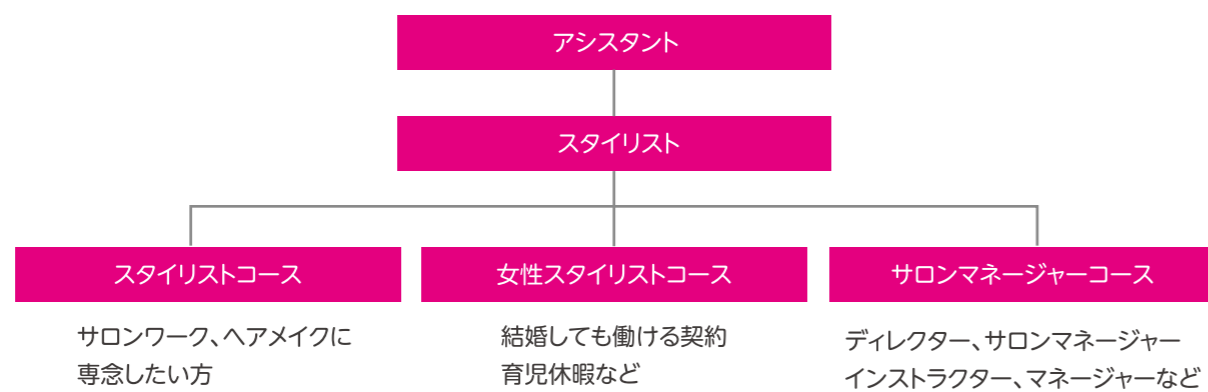 アシスタント
スタイリスト
スタイリストコース
サロンワーク、ヘアメイクに
専念したい方
女性スタイリストコース
結婚しても働ける契約
育児休暇など
サロンマネージャーコース
ディレクター、サロンマネージャー
インストラクター、マネージャーなど